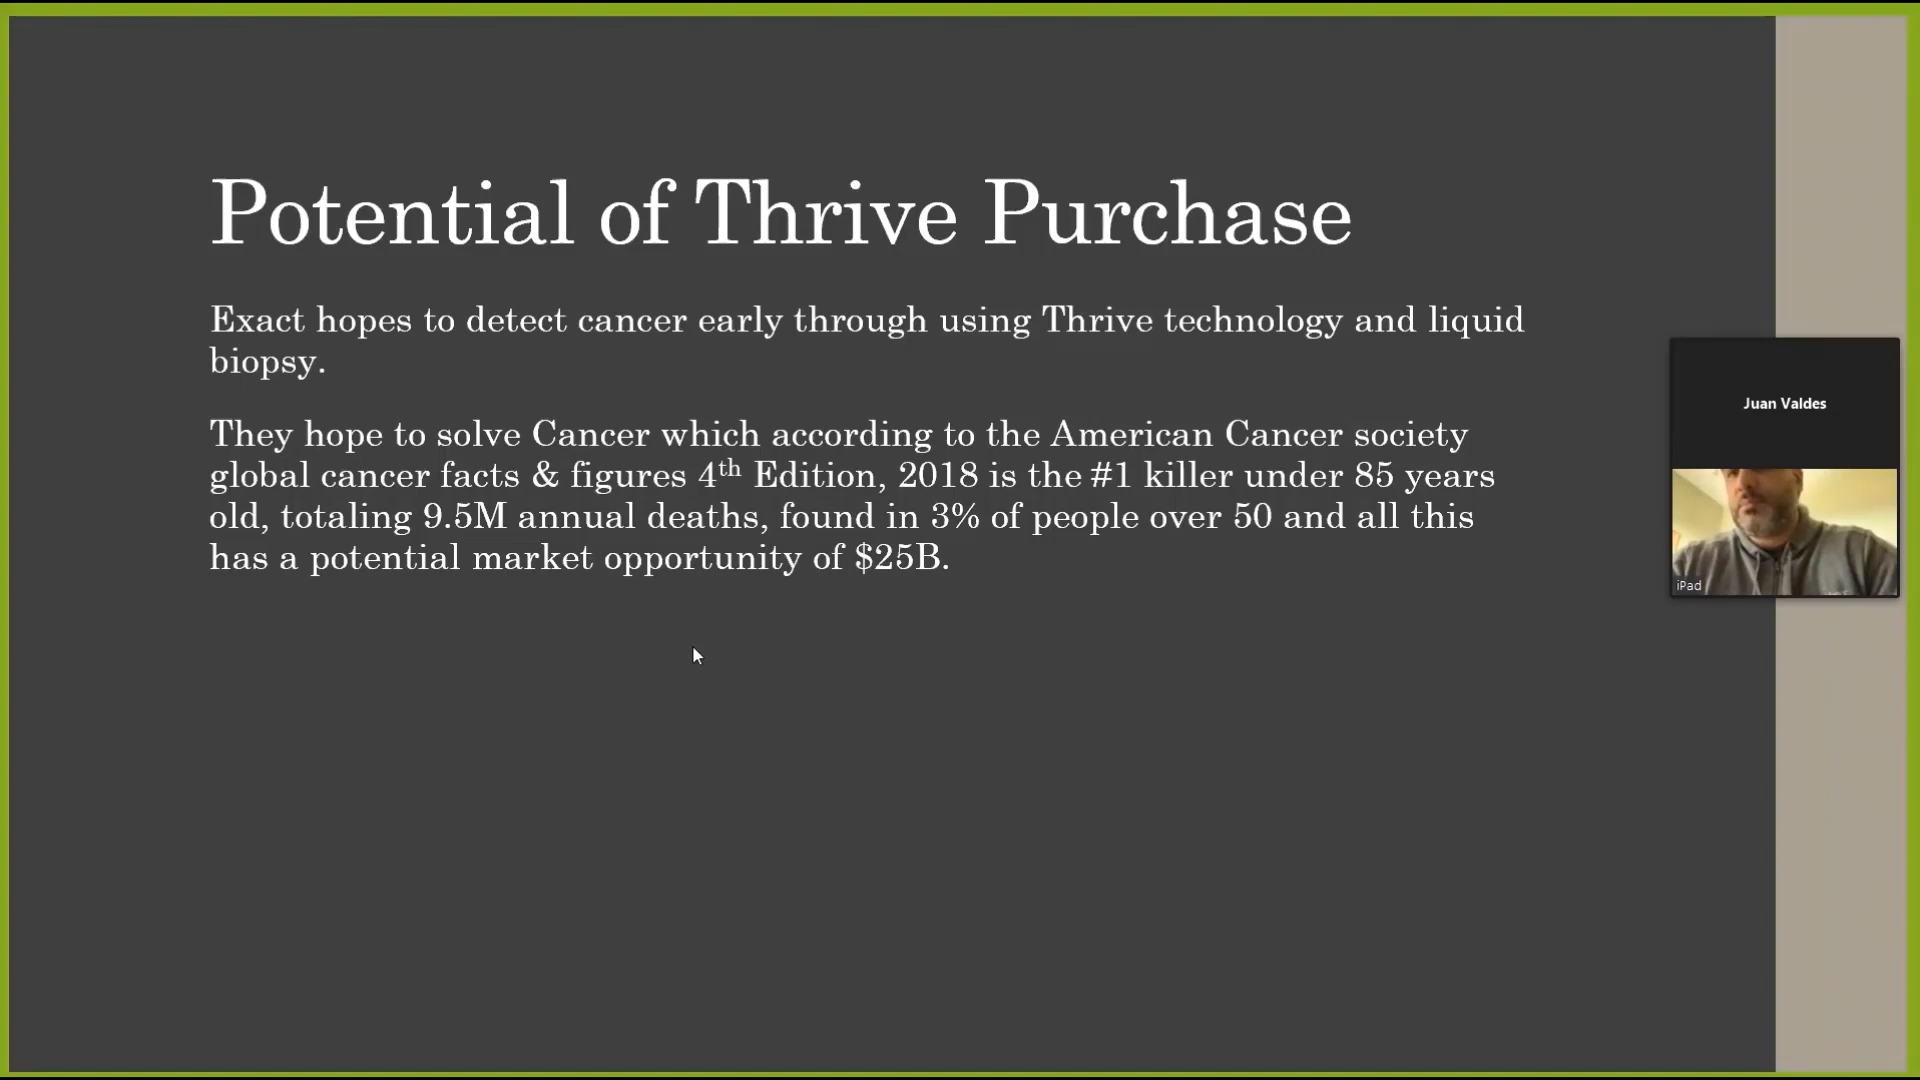 Potential of Thrive Purchase
Exact hopes to detect cancer early through using Thrive technology and liquid
biopsy.
They hope to solve Cancer which according to the American Cancer society
global cancer facts & figures 4th Edition, 2018 is the #1 killer under 85 years
old, totaling 9.5M annual deaths, found in 3% of people over 50 and all this
has a potential market opportunity of $25B.
Juan Valdes
iPad